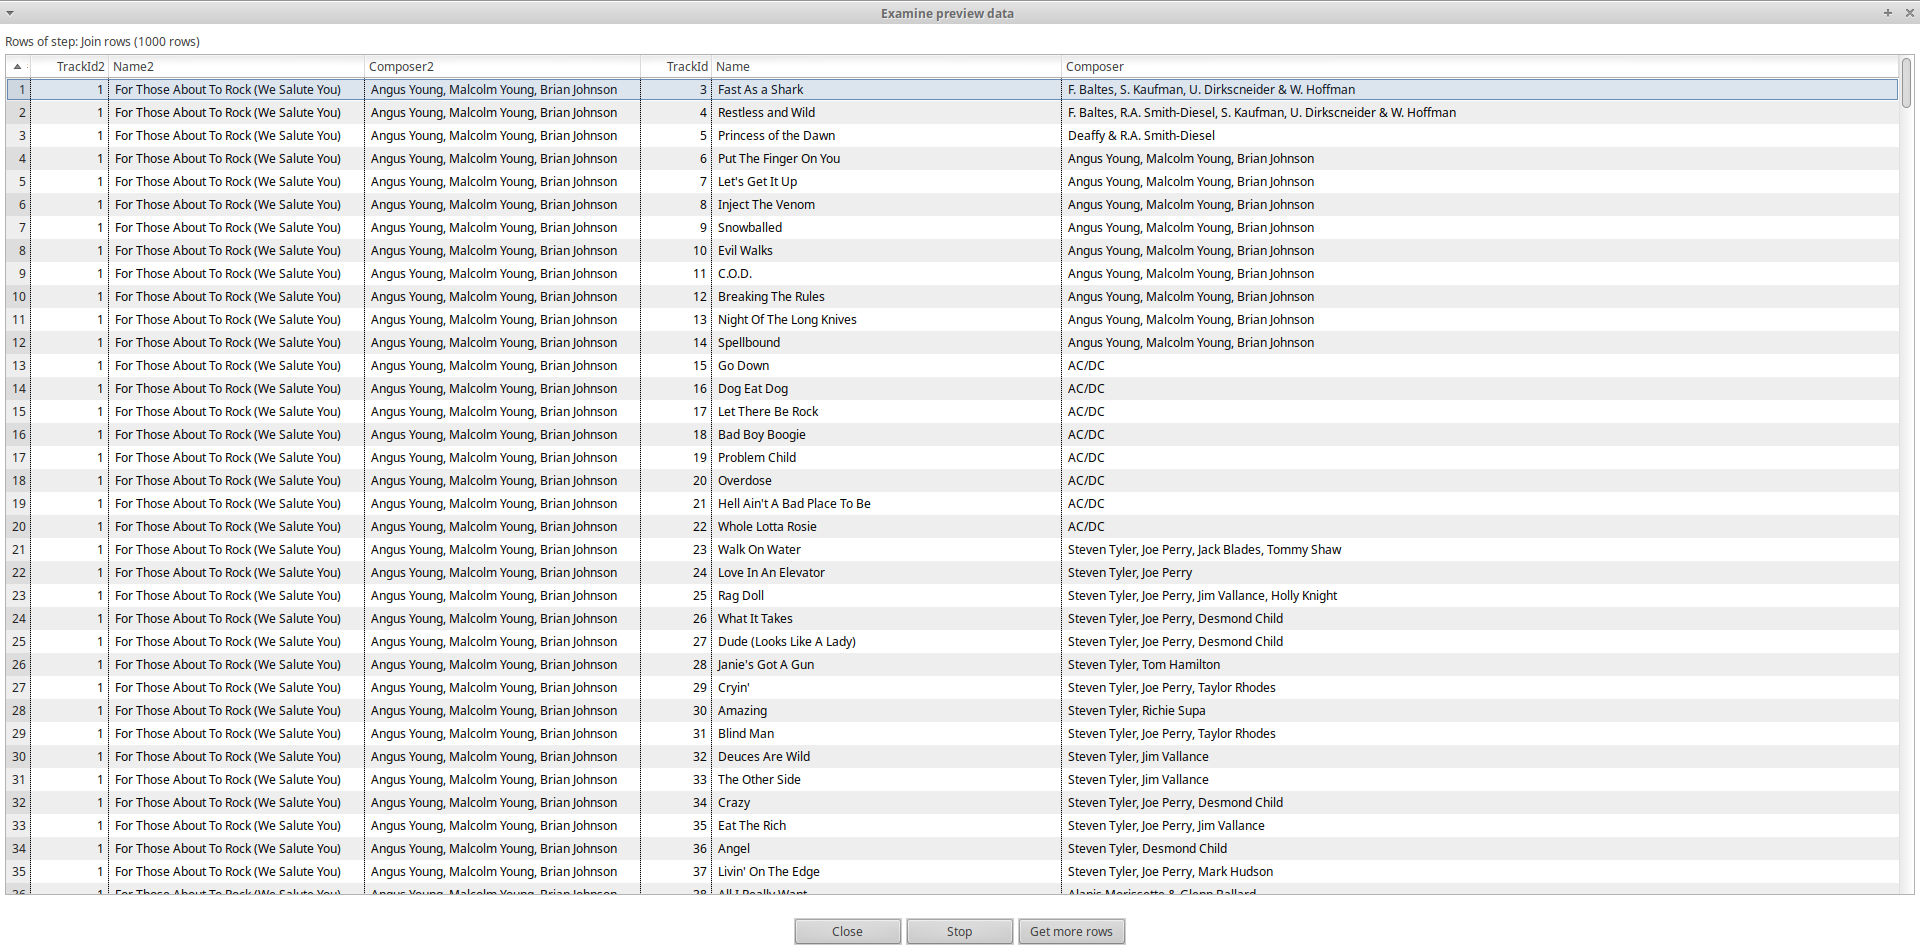 Examine preview data
Rows of step: Join rows (1000 rows)
TrackId2 Name2 Composer2 TrackId Name Composer
1 1 For Those About To Rock (We Salute You) Angus Young, Malcolm Young, Brian Johnson 3 Fast As a Shark F. Baltes, S. Kaufman, U. Dirkscneider & W. Hoffman
2 1 For Those About To Rock (We Salute You) Angus Young, Malcolm Young, Brian Johnson 4 Restless and Wild F. Baltes, R.A. Smith-Diesel, S. Kaufman, U. Dirkscneider & W. Hoffman
3 1 For Those About To Rock (We Salute You) Angus Young, Malcolm Young, Brian Johnson 5 Princess of the Dawn Deaffy & R.A. Smith-Diesel
4 1 For Those About To Rock (We Salute You) Angus Young, Malcolm Young, Brian Johnson 6 Put The Finger On You Angus Young, Malcolm Young, Brian Johnson
5 1 For Those About To Rock (We Salute You) Angus Young, Malcolm Young, Brian Johnson 7 Let's Get It Up Angus Young, Malcolm Young, Brian Johnson
6 1 For Those About To Rock (We Salute You) Angus Young, Malcolm Young, Brian Johnson 8 Inject The Venom Angus Young, Malcolm Young, Brian Johnson
7 1 For Those About To Rock (We Salute You) Angus Young, Malcolm Young, Brian Johnson 9 Snowballed Angus Young, Malcolm Young, Brian Johnson
8 1 For Those About To Rock (We Salute You) Angus Young, Malcolm Young, Brian Johnson 10 Evil Walks Angus Young, Malcolm Young, Brian Johnson
9 1 For Those About To Rock (We Salute You) Angus Young, Malcolm Young, Brian Johnson 11 C.O.D. Angus Young, Malcolm Young, Brian Johnson
10 1 For Those About To Rock (We Salute You) Angus Young, Malcolm Young, Brian Johnson 12 Breaking The Rules Angus Young, Malcolm Young, Brian Johnson
11 1 For Those About To Rock (We Salute You) Angus Young, Malcolm Young, Brian Johnson 13 Night Of The Long Knives Angus Young, Malcolm Young, Brian Johnson
12 1 For Those About To Rock (We Salute You) Angus Young, Malcolm Young, Brian Johnson 14 Spellbound Angus Young, Malcolm Young, Brian Johnson
13 1 For Those About To Rock (We Salute You) Angus Young, Malcolm Young, Brian Johnson 15 Go Down AC/DC
14 1 For Those About To Rock (We Salute You) Angus Young, Malcolm Young, Brian Johnson 16 Dog Eat Dog AC/DC
15 1 For Those About To Rock (We Salute You) Angus Young, Malcolm Young, Brian Johnson 17 Let There Be Rock AC/DC
16 1 For Those About To Rock (We Salute You) Angus Young, Malcolm Young, Brian Johnson 18 Bad Boy Boogie AC/DC
17 1 For Those About To Rock (We Salute You) Angus Young, Malcolm Young, Brian Johnson 19 Problem Child AC/DC
18 1 For Those About To Rock (We Salute You) Angus Young, Malcolm Young, Brian Johnson 20 Overdose AC/DC
19 1 For Those About To Rock (We Salute You) Angus Young, Malcolm Young, Brian Johnson 21 Hell Ain't A Bad Place To Be AC/DC
20 1 For Those About To Rock (We Salute You) Angus Young, Malcolm Young, Brian Johnson 22 Whole Lotta Rosie AC/DC
21 1 For Those About To Rock (We Salute You) Angus Young, Malcolm Young, Brian Johnson 23 Walk On Water Steven Tyler, Joe Perry, Jack Blades, Tommy Shaw
22 1 For Those About To Rock (We Salute You) Angus Young, Malcolm Young, Brian Johnson 24 Love In An Elevator Steven Tyler, Joe Perry
23 1 For Those About To Rock (We Salute You) Angus Young, Malcolm Young, Brian Johnson 25 Rag Doll Steven Tyler, Joe Perry, Jim Vallance, Holly Knight
24 1 For Those About To Rock (We Salute You) Angus Young, Malcolm Young, Brian Johnson 26 What It Takes Steven Tyler, Joe Perry, Desmond Child
25 1 For Those About To Rock (We Salute You) Angus Young, Malcolm Young, Brian Johnson 27 Dude (Looks Like A Lady) Steven Tyler, Joe Perry, Desmond Child
26 1 For Those About To Rock (We Salute You) Angus Young, Malcolm Young, Brian Johnson 28 Janie's Got A Gun Steven Tyler, Tom Hamilton
27 1 For Those About To Rock (We Salute You) Angus Young, Malcolm Young, Brian Johnson 29 Cryin' Steven Tyler, Joe Perry, Taylor Rhodes
28 1 For Those About To Rock (We Salute You) Angus Young, Malcolm Young, Brian Johnson 30 Amazing Steven Tyler, Richie Supa
29 1 For Those About To Rock (We Salute You) Angus Young, Malcolm Young, Brian Johnson 31 Blind Man Steven Tyler, Joe Perry, Taylor Rhodes
30 1 For Those About To Rock (We Salute You) Angus Young, Malcolm Young, Brian Johnson 32 Deuces Are Wild Steven Tyler, Jim Vallance
31 1 For Those About To Rock (We Salute You) Angus Young, Malcolm Young, Brian Johnson 33 The Other Side Steven Tyler, Jim Vallance
32 1 For Those About To Rock (We Salute You) Angus Young, Malcolm Young, Brian Johnson 34 Crazy Steven Tyler, Joe Perry, Desmond Child
33 1 For Those About To Rock (We Salute You) Angus Young, Malcolm Young, Brian Johnson 35 Eat The Rich Steven Tyler, Joe Perry, Jim Vallance
34 1 For Those About To Rock (We Salute You) Angus Young, Malcolm Young, Brian Johnson 36 Angel Steven Tyler, Desmond Child
35 1 For Those About To Rock (We Salute You) Angus Young, Malcolm Young, Brian Johnson 37 Livin' On The Edge Steven Tyler, Joe Perry, Mark Hudson
36 1 For Those About To Rock (We Salute You) Angus Young, Malcolm Young, Brian Johnson 38 All I Really Want Alanis Morissette & Glenn Ballard
Close Stop Get more rows